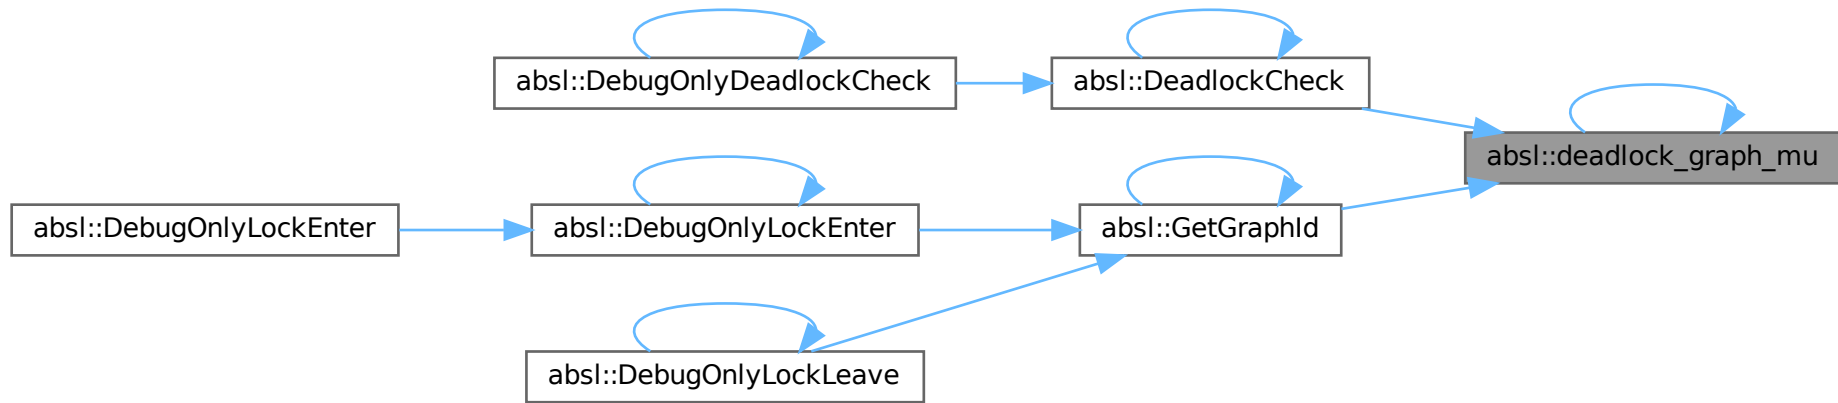 absl::DebugOnlyDeadlockCheck
absl::DeadlockCheck
absl::deadlock_graph_mu
absl::DebugOnlyLockEnter
absl::DebugOnlyLockEnter
absl::GetGraphId
absl::DebugOnlyLockLeave